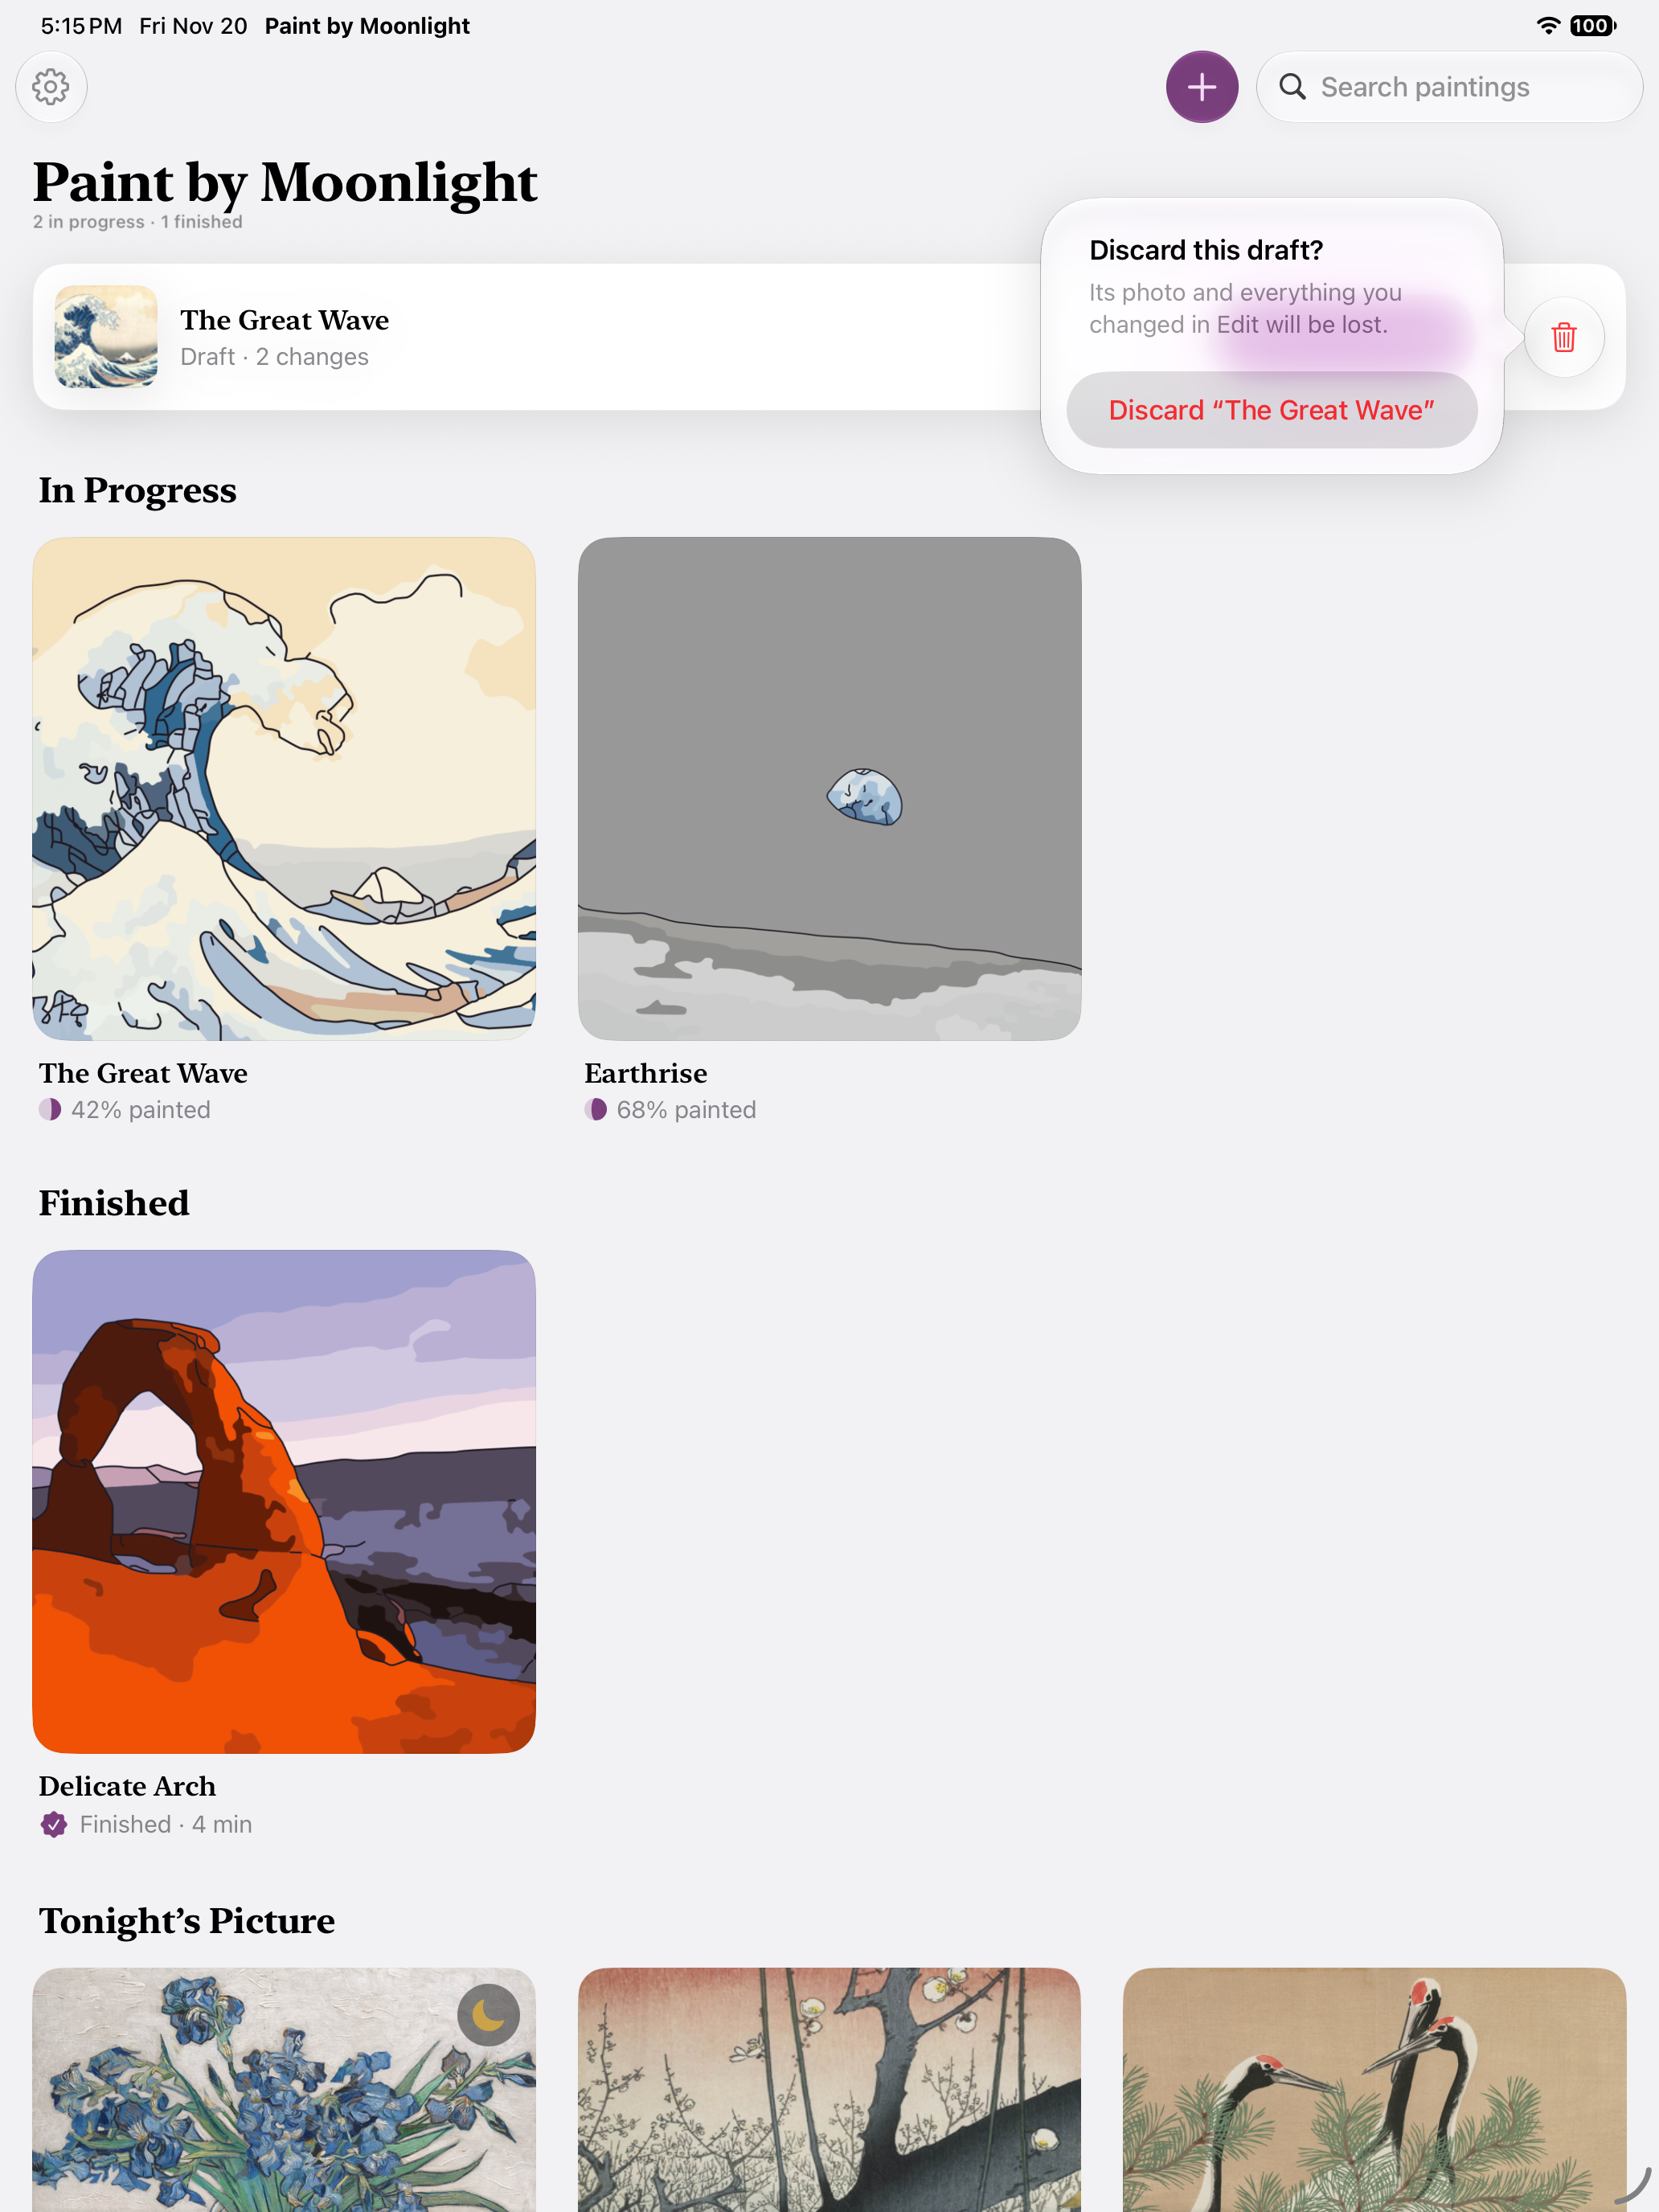 5:15 PM Fri Nov 20 Paint by Moonlight
100
Search paintings
Paint by Moonlight
2 in progress · 1 finished
The Great Wave
Draft · 2 changes
Discard this draft?
Its photo and everything you
changed in Edit will be lost.
Discard “The Great Wave”
In Progress
The Great Wave
42% painted
Earthrise
68% painted
Finished
Delicate Arch
Finished · 4 min
Tonight’s Picture